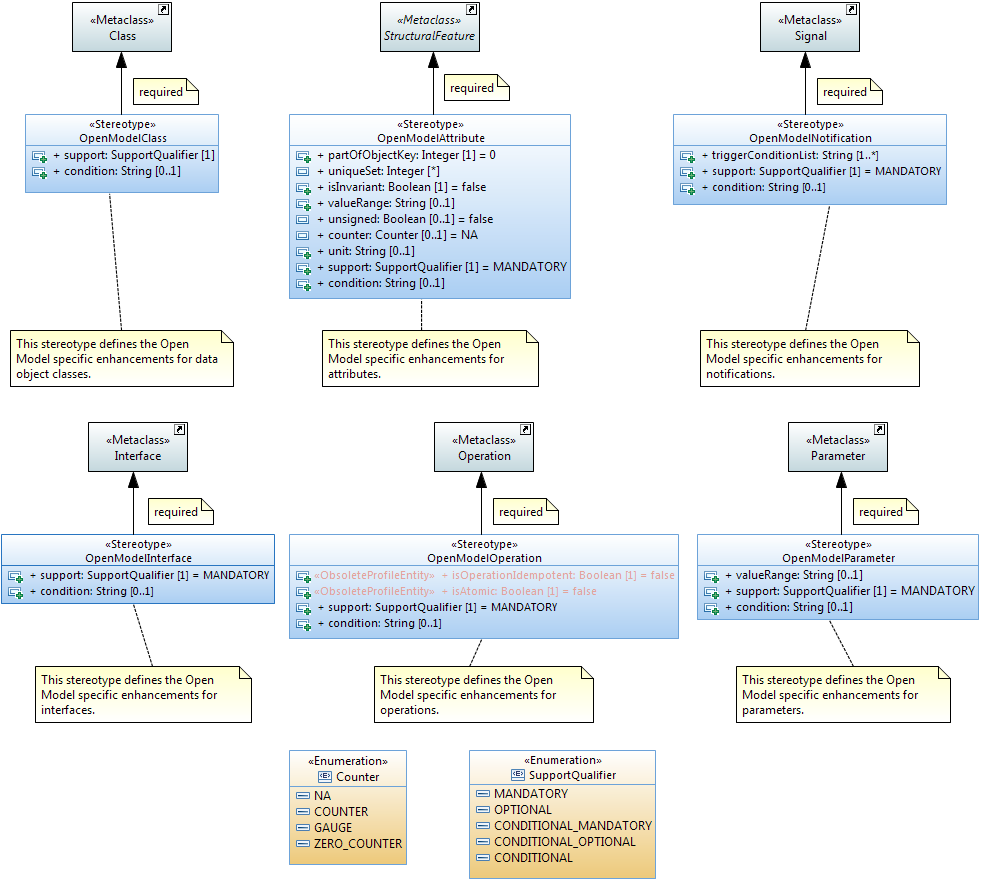 «Metaclass»
Class
«Metaclass»
StructuralFeature
«Metaclass»
Signal
required
required
required
«Stereotype»
OpenModelClass
+ support: SupportQualifier [1]
+ condition: String [0..1]
«Stereotype»
OpenModelAttribute
+ partOfObjectKey: Integer [1] = 0
+ uniqueSet: Integer [*]
+ isInvariant: Boolean [1] = false
+ valueRange: String [0..1]
+ unsigned: Boolean [0..1] = false
+ counter: Counter [0..1] = NA
+ unit: String [0..1]
+ support: SupportQualifier [1] = MANDATORY
+ condition: String [0..1]
«Stereotype»
OpenModelNotification
+ triggerConditionList: String [1..*]
+ support: SupportQualifier [1] = MANDATORY
+ condition: String [0..1]
This stereotype defines the Open
Model specific enhancements for data
object classes.
This stereotype defines the Open
Model specific enhancements for
attributes.
This stereotype defines the Open
Model specific enhancements for
notifications.
«Metaclass»
Interface
«Metaclass»
Operation
«Metaclass»
Parameter
required
required
required
«Stereotype»
OpenModelInterface
+ support: SupportQualifier [1] = MANDATORY
+ condition: String [0..1]
«Stereotype»
OpenModelOperation
«ObsoleteProfileEntity» + isOperationIdempotent: Boolean [1] = false
«ObsoleteProfileEntity» + isAtomic: Boolean [1] = false
+ support: SupportQualifier [1] = MANDATORY
+ condition: String [0..1]
«Stereotype»
OpenModelParameter
+ valueRange: String [0..1]
+ support: SupportQualifier [1] = MANDATORY
+ condition: String [0..1]
This stereotype defines the Open
Model specific enhancements for
interfaces.
This stereotype defines the Open
Model specific enhancements for
operations.
This stereotype defines the Open
Model specific enhancements for
parameters.
«Enumeration»
Counter
NA
COUNTER
GAUGE
ZERO_COUNTER
«Enumeration»
SupportQualifier
MANDATORY
OPTIONAL
CONDITIONAL_MANDATORY
CONDITIONAL_OPTIONAL
CONDITIONAL